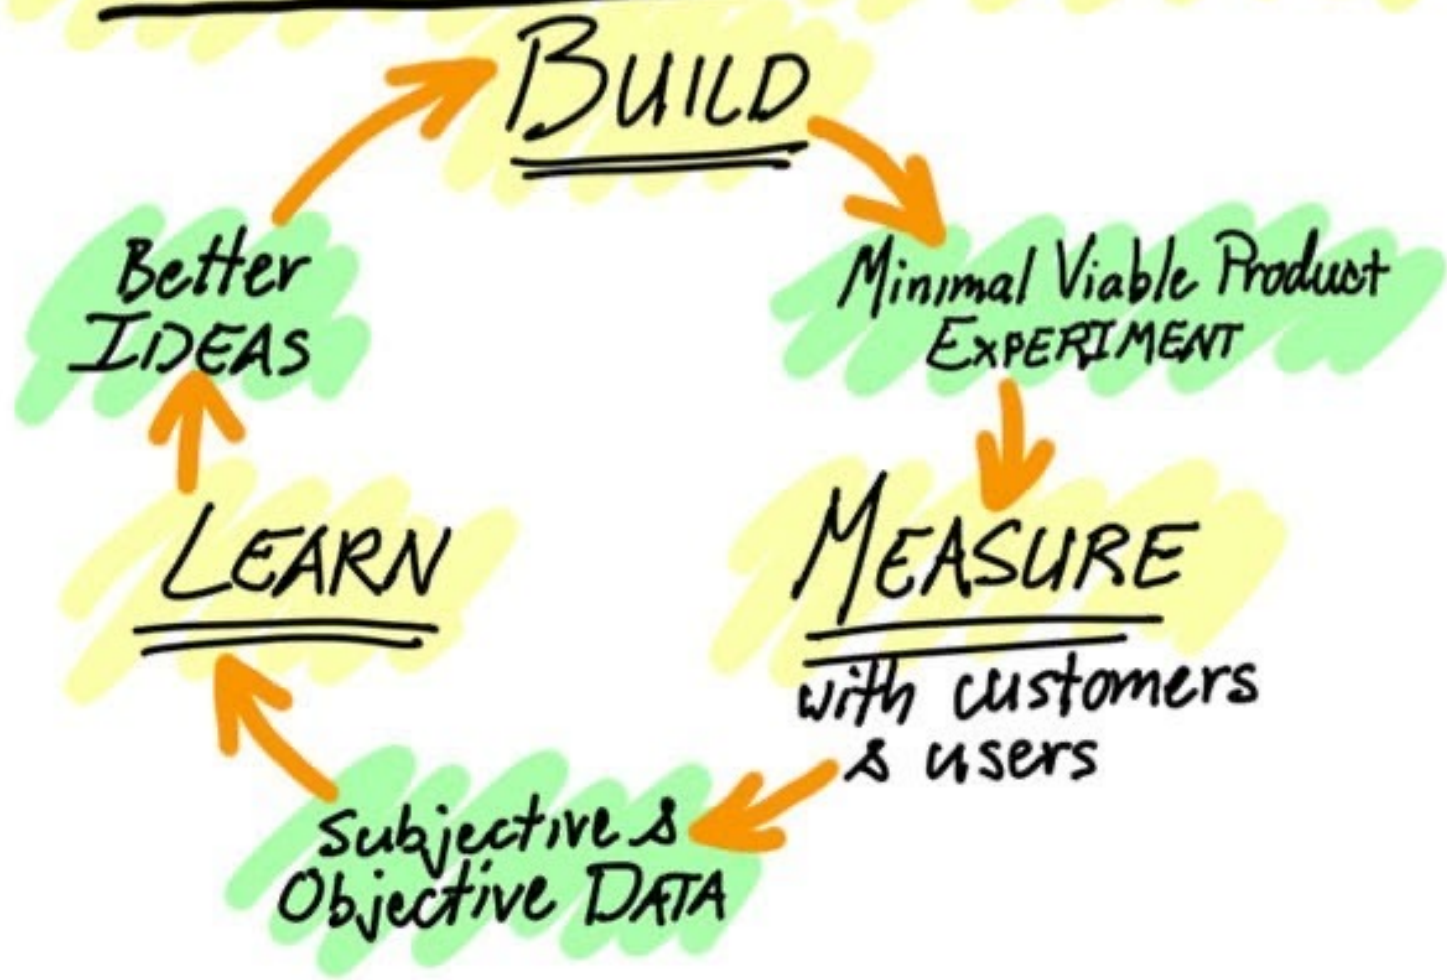 BUILD
Better
IDEAS
Minimal Viable Product
EXPERIMENT
LEARN
MEASURE
with customers
& users
Subjective &
Objective DATA